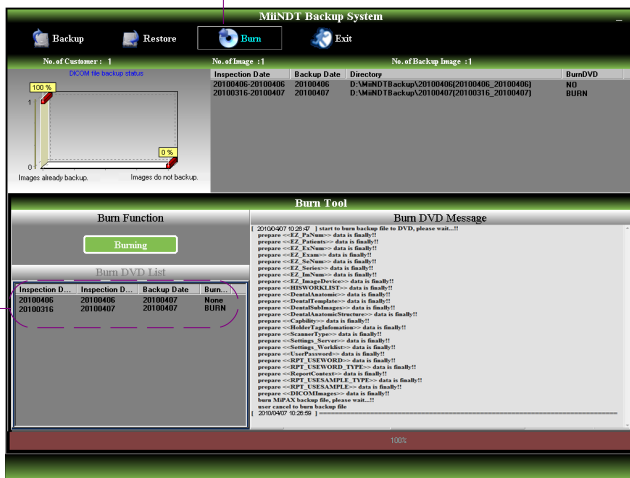 MiiNDT Backup System
Backup Restore Burn Exit
No. of Customer : 1 No. of Image :1 No. of Backup Image :1
DICOM file backup status
100 %
1
0 %
0
Images already backup. Images do not backup.
Inspection Date Backup Date Directory BurnDVD
20100406-20100406 20100406 D:\MiiNDTBackup\20100406(20100406_20100406) NO
20100316-20100407 20100407 D:\MiiNDTBackup\20100407(20100316_20100407) BURN
Burn Tool
Burn Function
Burning
Burn DVD List
Inspection D... Inspection D... Backup Date Burn...
20100406 20100406 20100407 None
20100316 20100407 20100407 BURN
Burn DVD Message
[ 2010/04/07 10:26:47 ] start to burn backup file to DVD, please wait...!!
prepare <<EZ_PaNum>> data is finally!!
prepare <<EZ_Patients>> data is finally!!
prepare <<EZ_ExNum>> data is finally!!
prepare <<EZ_Exam>> data is finally!!
prepare <<EZ_SeNum>> data is finally!!
prepare <<EZ_Series>> data is finally!!
prepare <<EZ_ImNum>> data is finally!!
prepare <<EZ_ImageDevice>> data is finally!!
prepare <<HISWORKLIST>> data is finally!!
prepare <<DentalAnatomic>> data is finally!!
prepare <<DentalTemplate>> data is finally!!
prepare <<DentalSubImages>> data is finally!!
prepare <<DentalAnatomicStructure>> data is finally!!
prepare <<Capbility>> data is finally!!
prepare <<HolderTagInfomation>> data is finally!!
prepare <<ScannerType>> data is finally!!
prepare <<Settings_Server>> data is finally!!
prepare <<Settings_Worklist>> data is finally!!
prepare <<UserPassword>> data is finally!!
prepare <<RPT_USEWORD>> data is finally!!
prepare <<RPT_USEWORD_TYPE>> data is finally!!
prepare <<ReportContext>> data is finally!!
prepare <<RPT_USESAMPLE_TYPE>> data is finally!!
prepare <<RPT_USESAMPLE>> data is finally!!
prepare <<DICOMImages>> data is finally!!
burn MiPAX backup file, please wait...!!
user cancel to burn backup file
[ 2010/04/07 10:26:59 ] ==========
100%